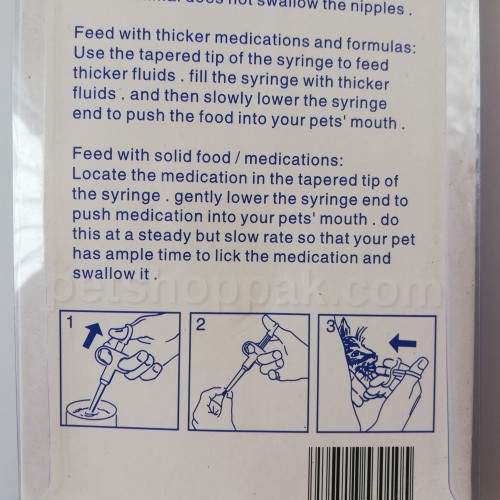 does not swallow the nipples .
Feed with thicker medications and formulas:
Use the tapered tip of the syringe to feed
thicker fluids . fill the syringe with thicker
fluids . and then slowly lower the syringe
end to push the food into your pets' mouth .
Feed with solid food / medications:
Locate the medication in the tapered tip of
the syringe . gently lower the syringe end to
push medication into your pets' mouth . do
this at a steady but slow rate so that your pet
has ample time to lick the medication and
swallow it .
petshoppak.com
1
2
3